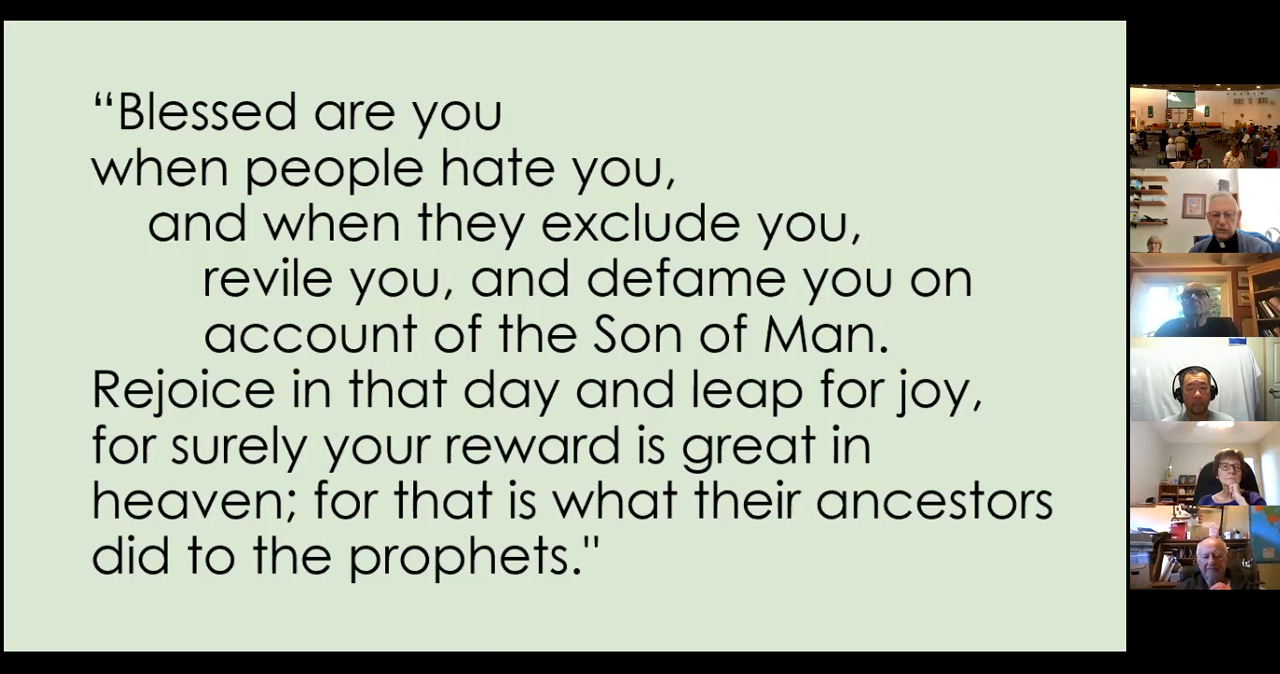 “Blessed are you
when people hate you,
and when they exclude you,
revile you, and defame you on
account of the Son of Man.
Rejoice in that day and leap for joy,
for surely your reward is great in
heaven; for that is what their ancestors
did to the prophets."